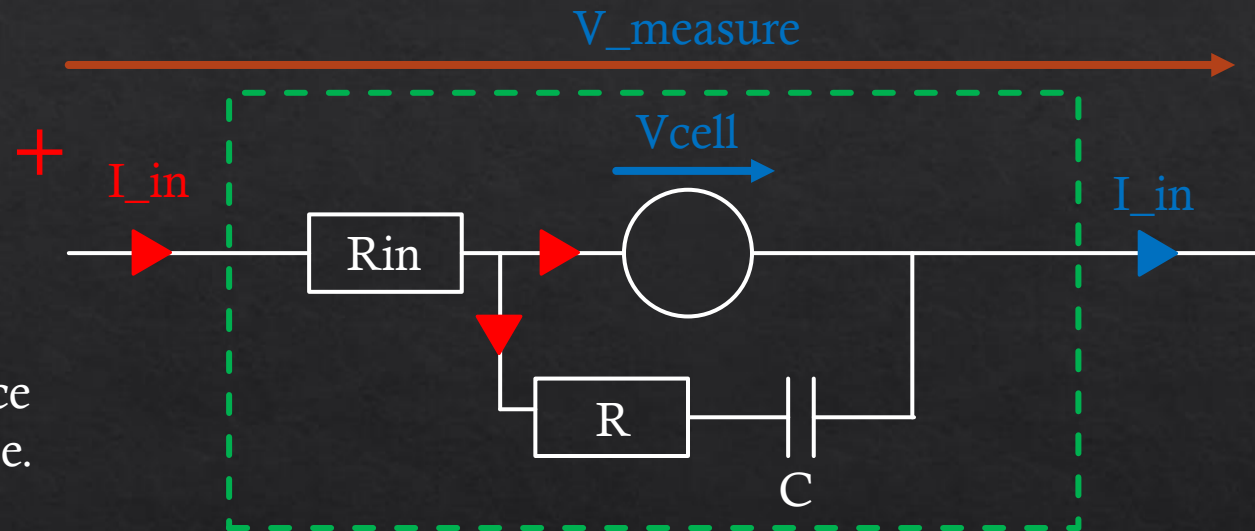 V_measure
Vcell
+
I_in
I_in
Rin
R
C
ce
e.